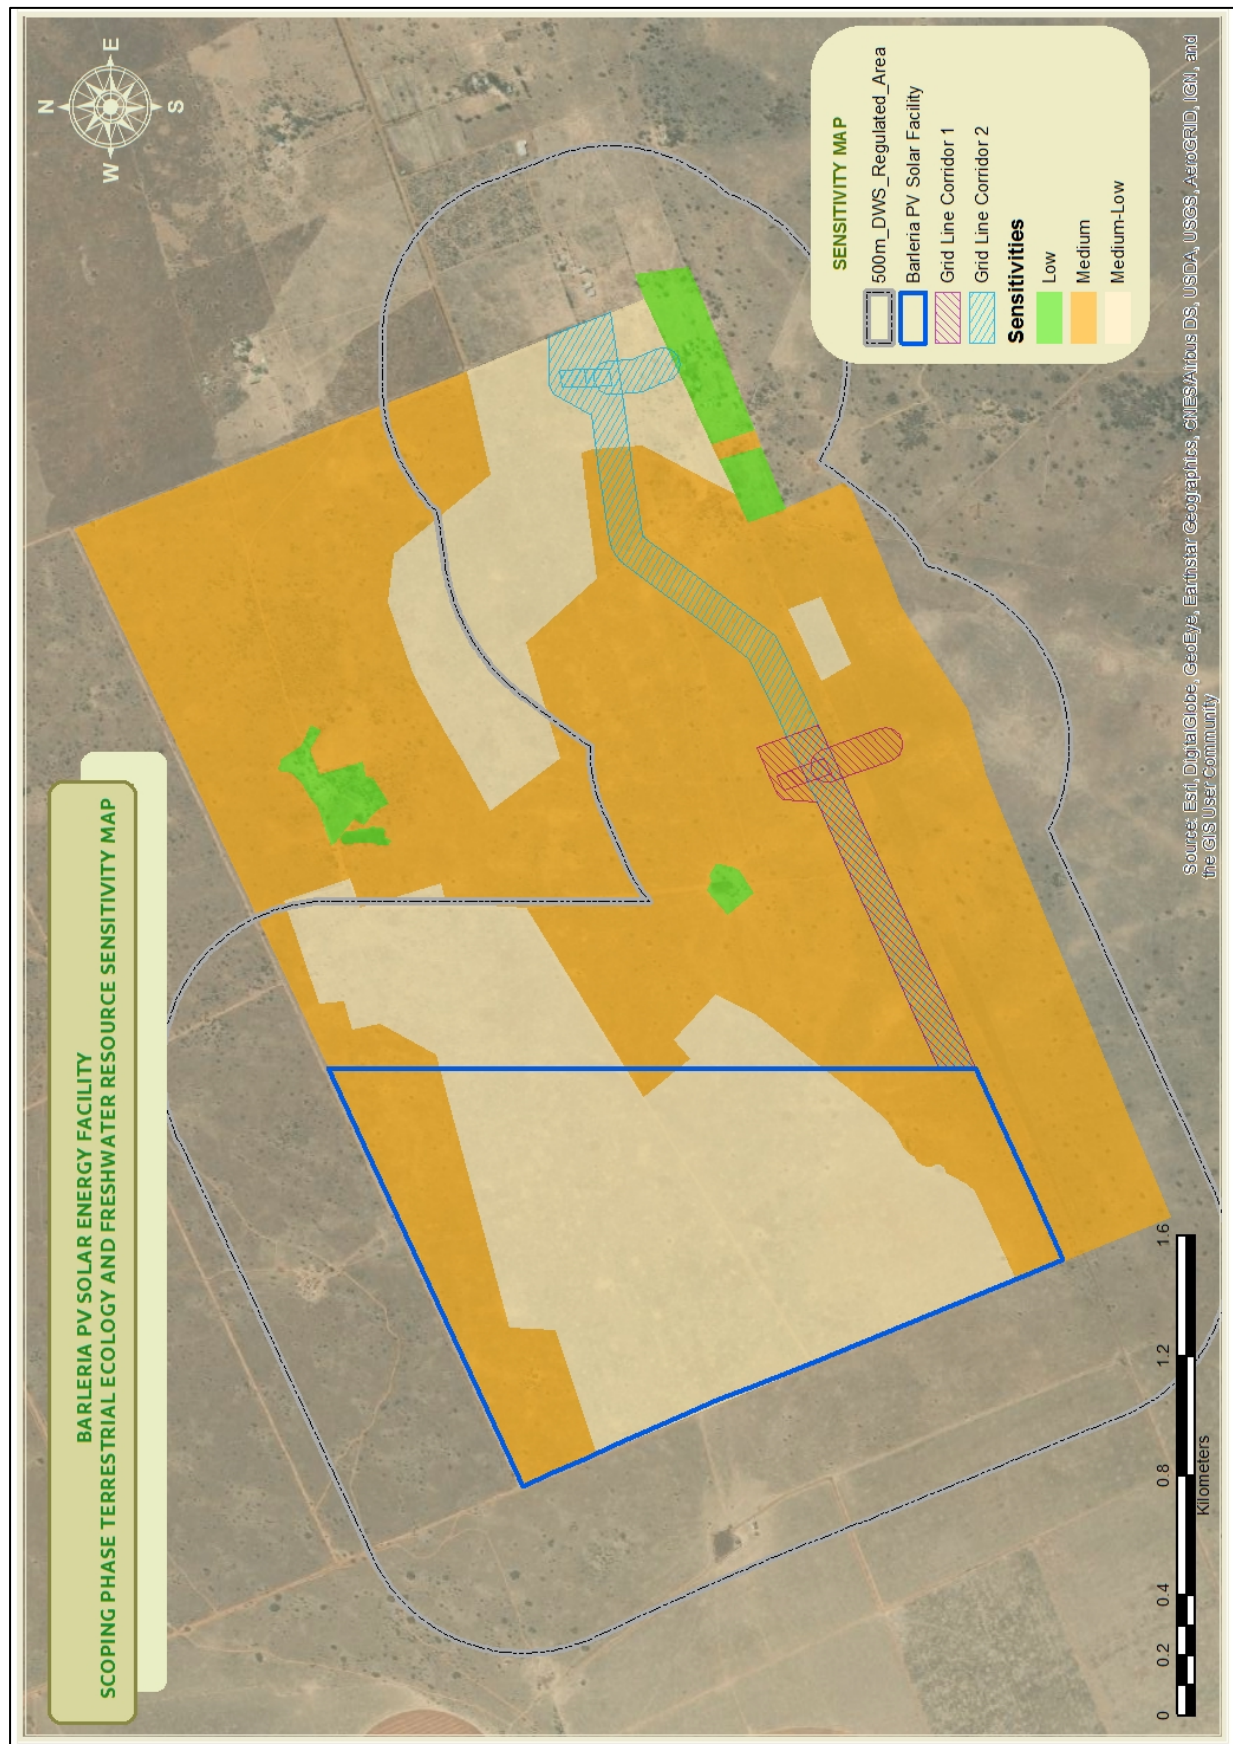 BARLERIA PV SOLAR ENERGY FACILITY
SCOPING PHASE TERRESTRIAL ECOLOGY AND FRESHWATER RESOURCE SENSITIVITY MAP
N
W
E
S
SENSITIVITY MAP
500m_DWS_Regulated_Area
Barleria PV Solar Facility
Grid Line Corridor 1
Grid Line Corridor 2
Sensitivities
Low
Medium
Medium-Low
0 0.2 0.4 0.8 1.2 1.6
Kilometers
Source: Esri, DigitalGlobe, GeoEye, Earthstar Geographics, CNES/Airbus DS, USDA, USGS, AeroGRID, IGN, and
the GIS User Community